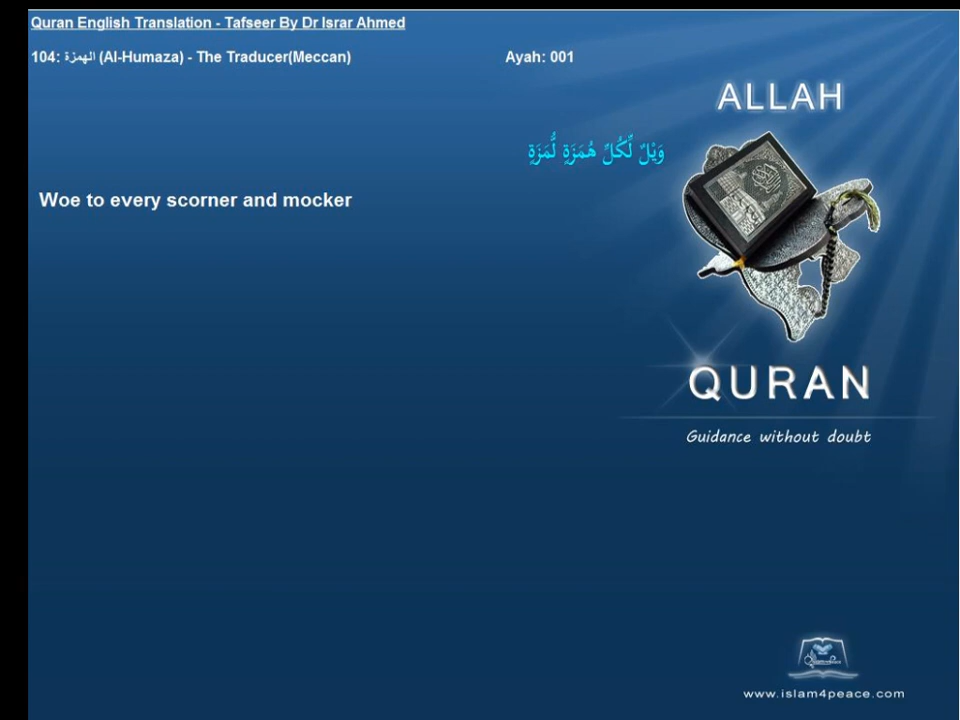 Quran English Translation - Tafseer By Dr Israr Ahmed
104: الهمزة (Al-Humaza) - The Traducer(Meccan)
Ayah: 001
ALLAH
وَيْلٌ لِّكُلِّ هُمَزَةٍ لُّمَزَةٍ
Woe to every scorner and mocker
QURAN
Guidance without doubt
www.islam4peace.com